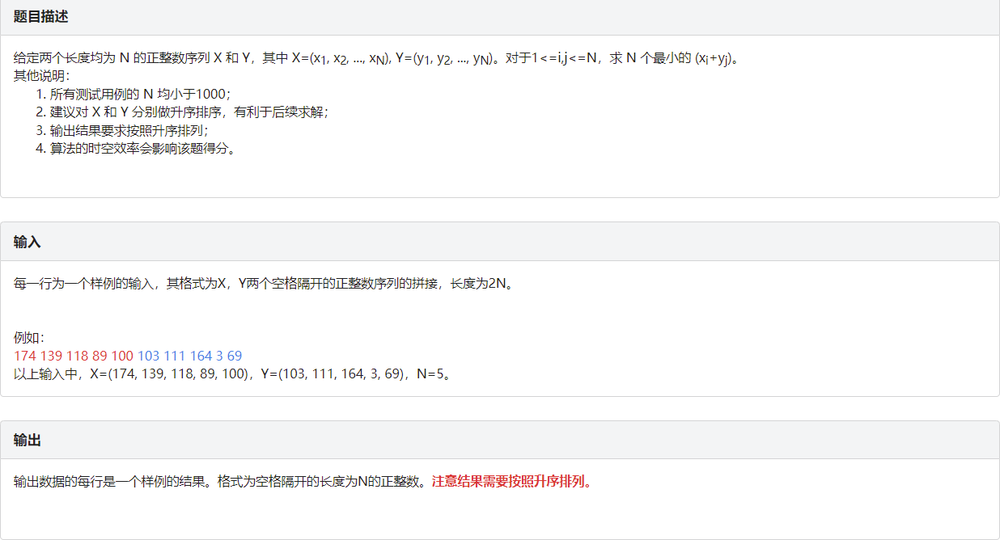 题目描述
给定两个长度均为 N 的正整数序列 X 和 Y，其中 X=(x1, x2, ..., xN), Y=(y1, y2, ..., yN)。对于1<=i,j<=N，求 N 个最小的 (xi+yj)。
其他说明：
1. 所有测试用例的 N 均小于1000；
2. 建议对 X 和 Y 分别做升序排序，有利于后续求解；
3. 输出结果要求按照升序排列；
4. 算法的时空效率会影响该题得分。
输入
每一行为一个样例的输入，其格式为X，Y两个空格隔开的正整数序列的拼接，长度为2N。
例如：
174 139 118 89 100 103 111 164 3 69
以上输入中，X=(174, 139, 118, 89, 100)，Y=(103, 111, 164, 3, 69)，N=5。
输出
输出数据的每行是一个样例的结果。格式为空格隔开的长度为N的正整数。注意结果需要按照升序排列。